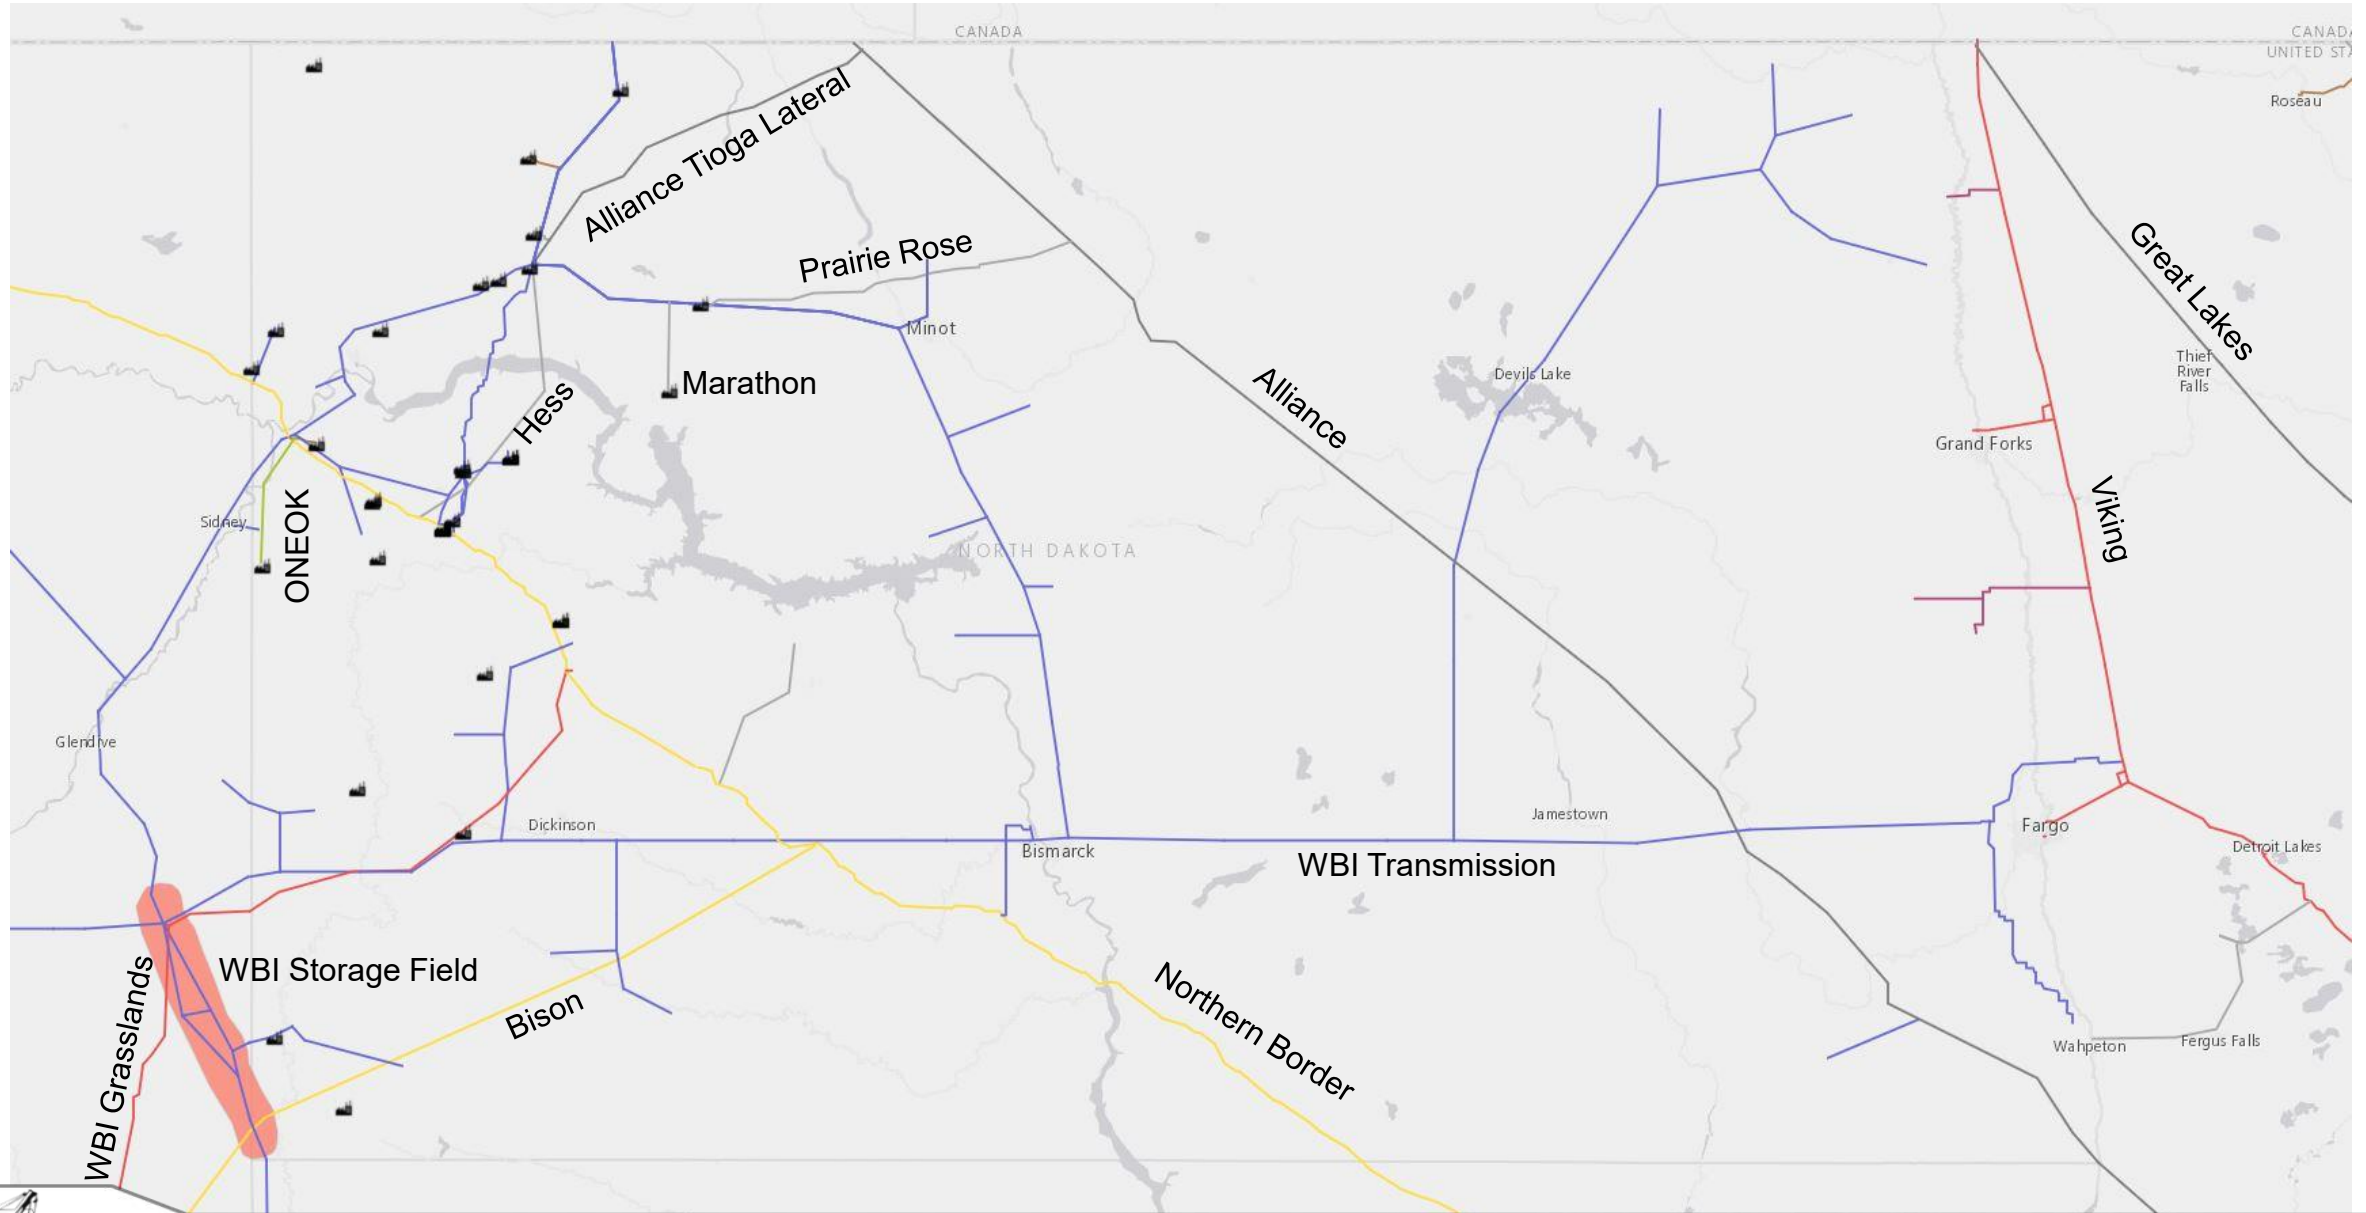 CANADA
CANADA
UNITED STA
Roseau
Alliance Tioga Lateral
Prairie Rose
Great Lakes
Minot
Thief
River
Falls
Devils Lake
Marathon
Alliance
Hess
Grand Forks
Viking
ONEOK
Sidney
NORTH DAKOTA
Glendive
Dickinson
Jamestown
Fargo
Detroit Lakes
Bismarck
WBI Transmission
WBI Storage Field
WBI Grasslands
Bison
Northern Border
Wahpeton
Fergus Falls